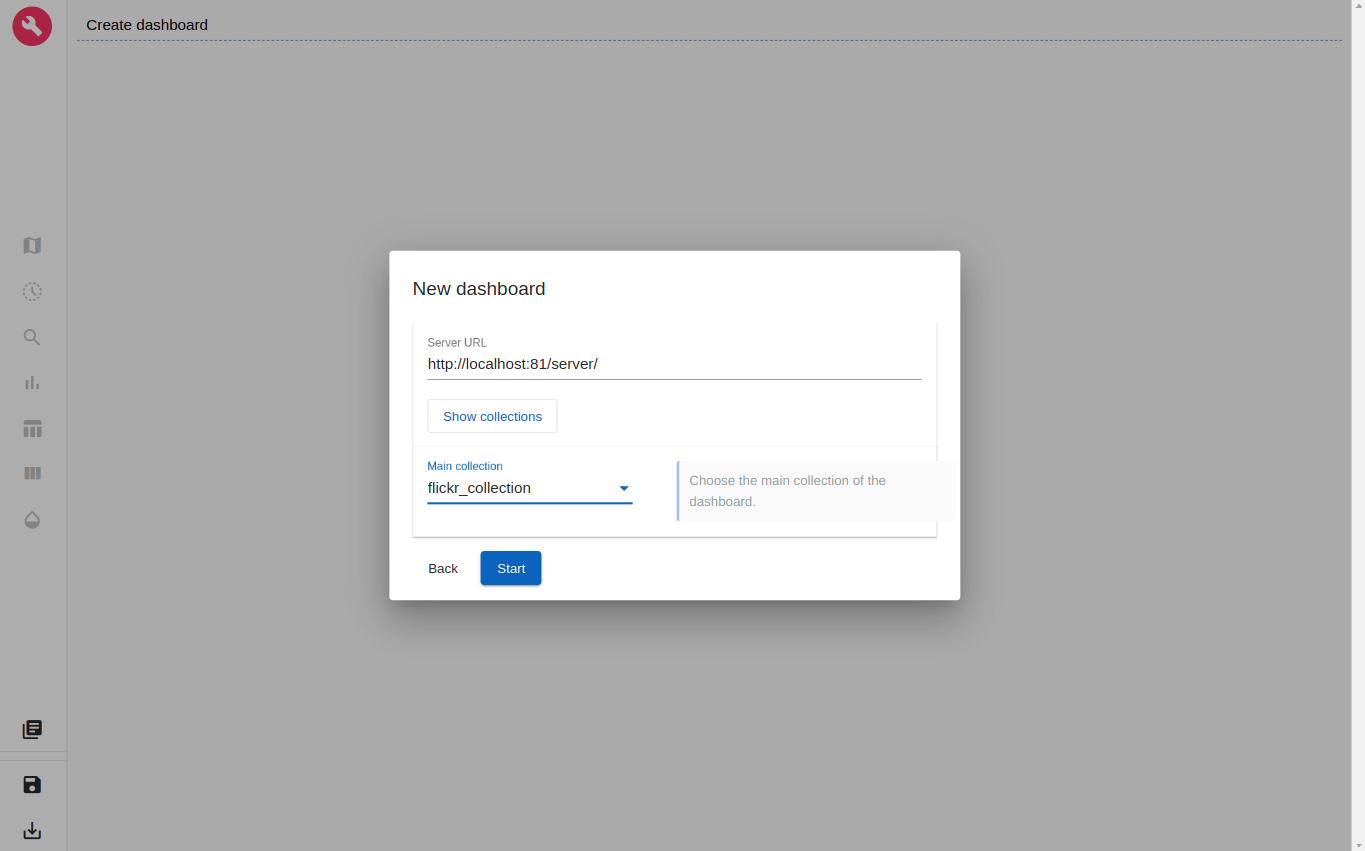 Create dashboard
New dashboard
Server URL
http://localhost:81/server/
Show collections
Main collection
flickr_collection
Choose the main collection of the
dashboard.
Back
Start